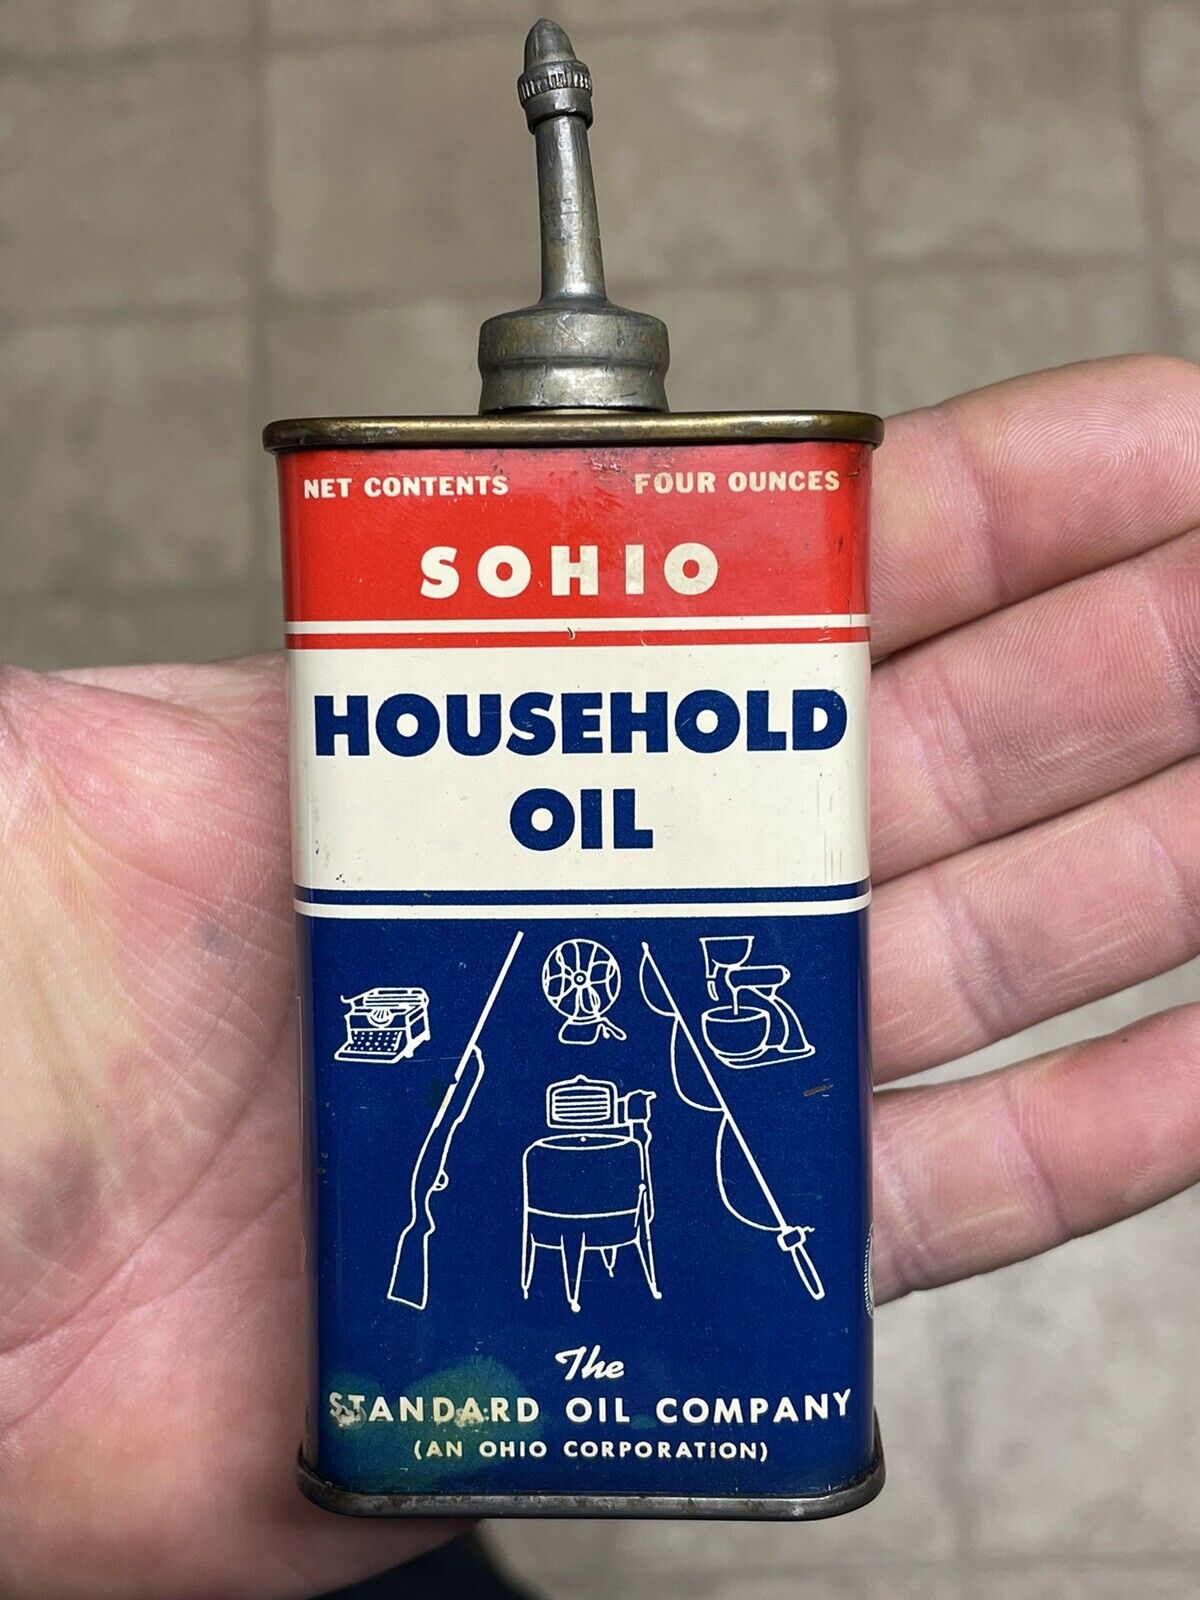 NET CONTENTS FOUR OUNCES
SOHIO
HOUSEHOLD
OIL
The
STANDARD OIL COMPANY
(AN OHIO CORPORATION)